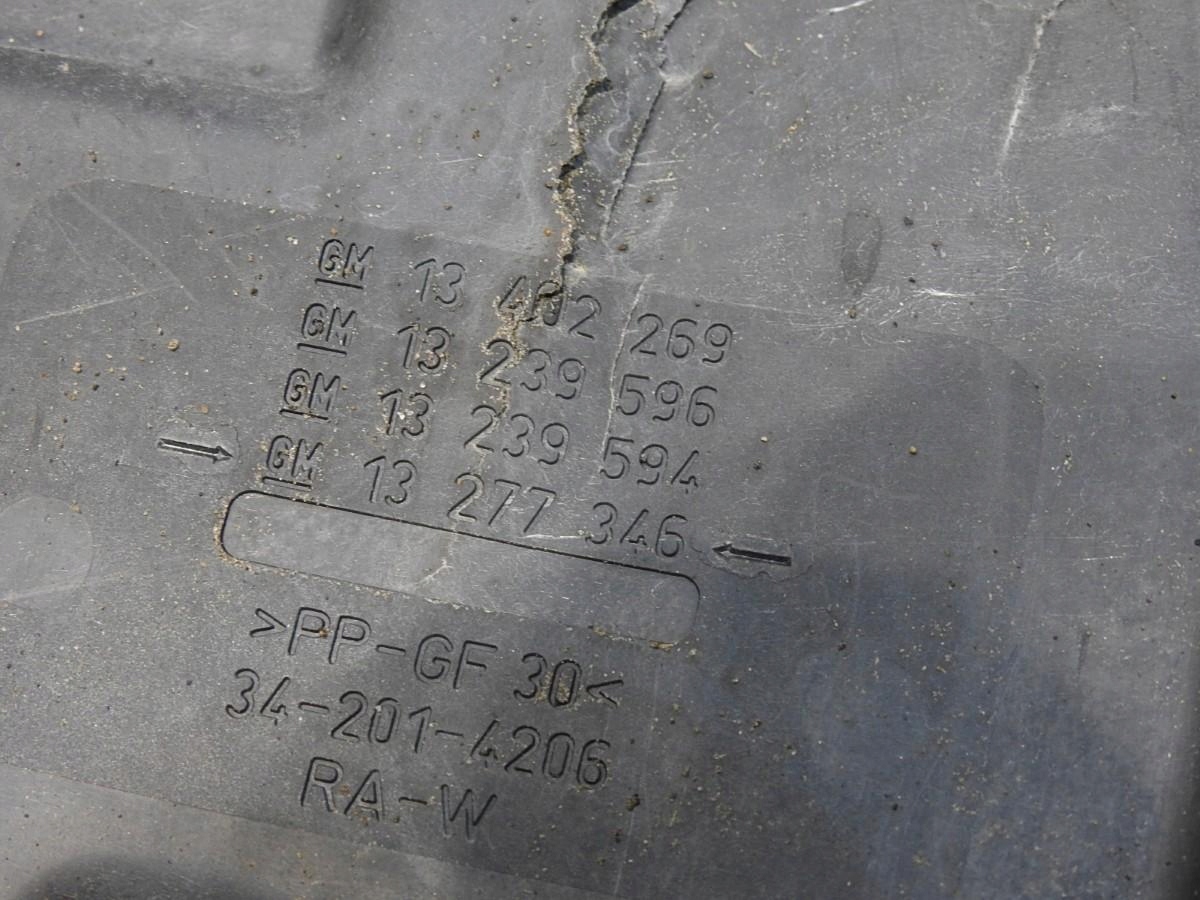 GM 13 402 269
GM 13 239 596
GM 13 239 594
GM 13 277 346
>PP-GF 30<
34-201-4206
RA-W